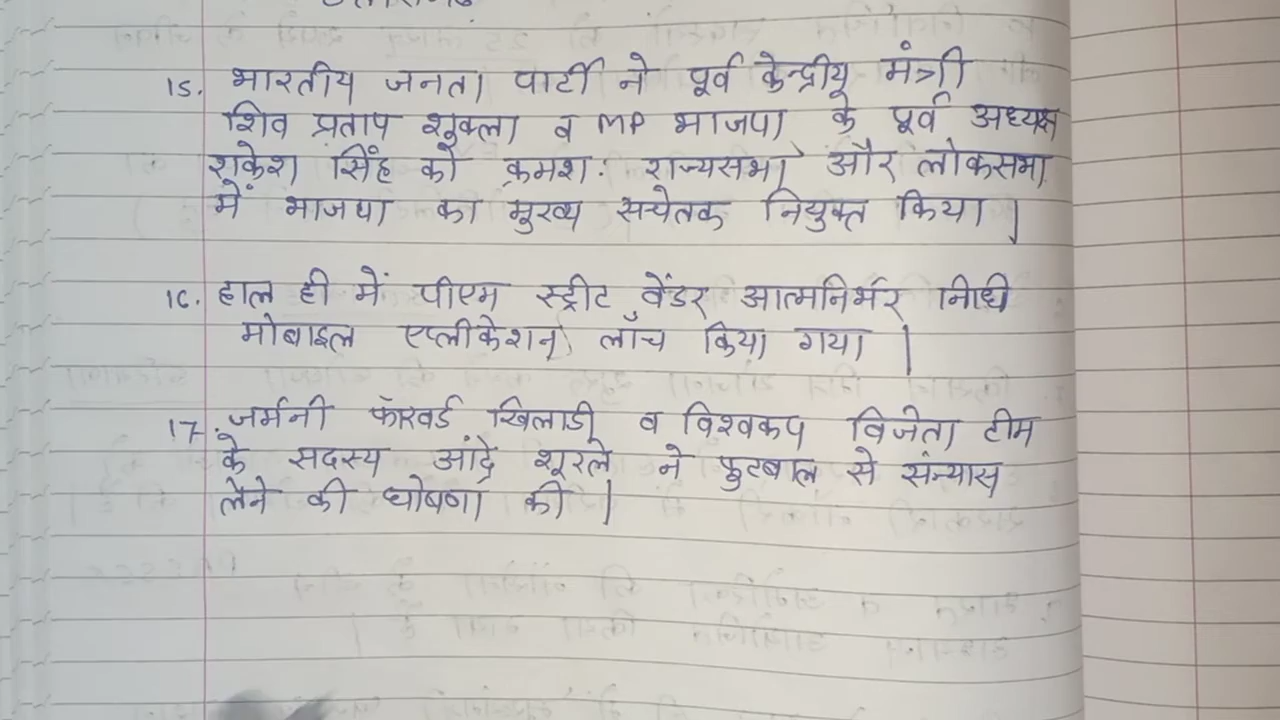 15. भारतीय जनता पार्टी ने पूर्व केन्द्रीय मंत्री
शिव प्रताप शुक्ला व MP भाजपा के पूर्व अध्यक्ष
राकेश सिंह को क्रमश: राज्यसभा और लोकसभा
में भाजपा का मुख्य सचेतक नियुक्त किया |
16. हाल ही में पीएम स्ट्रीट वेंडर आत्मनिर्भर निधि
मोबाइल एप्लीकेशन लांच किया गया |
17. जर्मनी फॉरवर्ड खिलाडी व विश्वकप विजेता टीम
के सदस्य आंद्रे शूरले ने फुटबाल से संन्यास
लेने की घोषणा की |